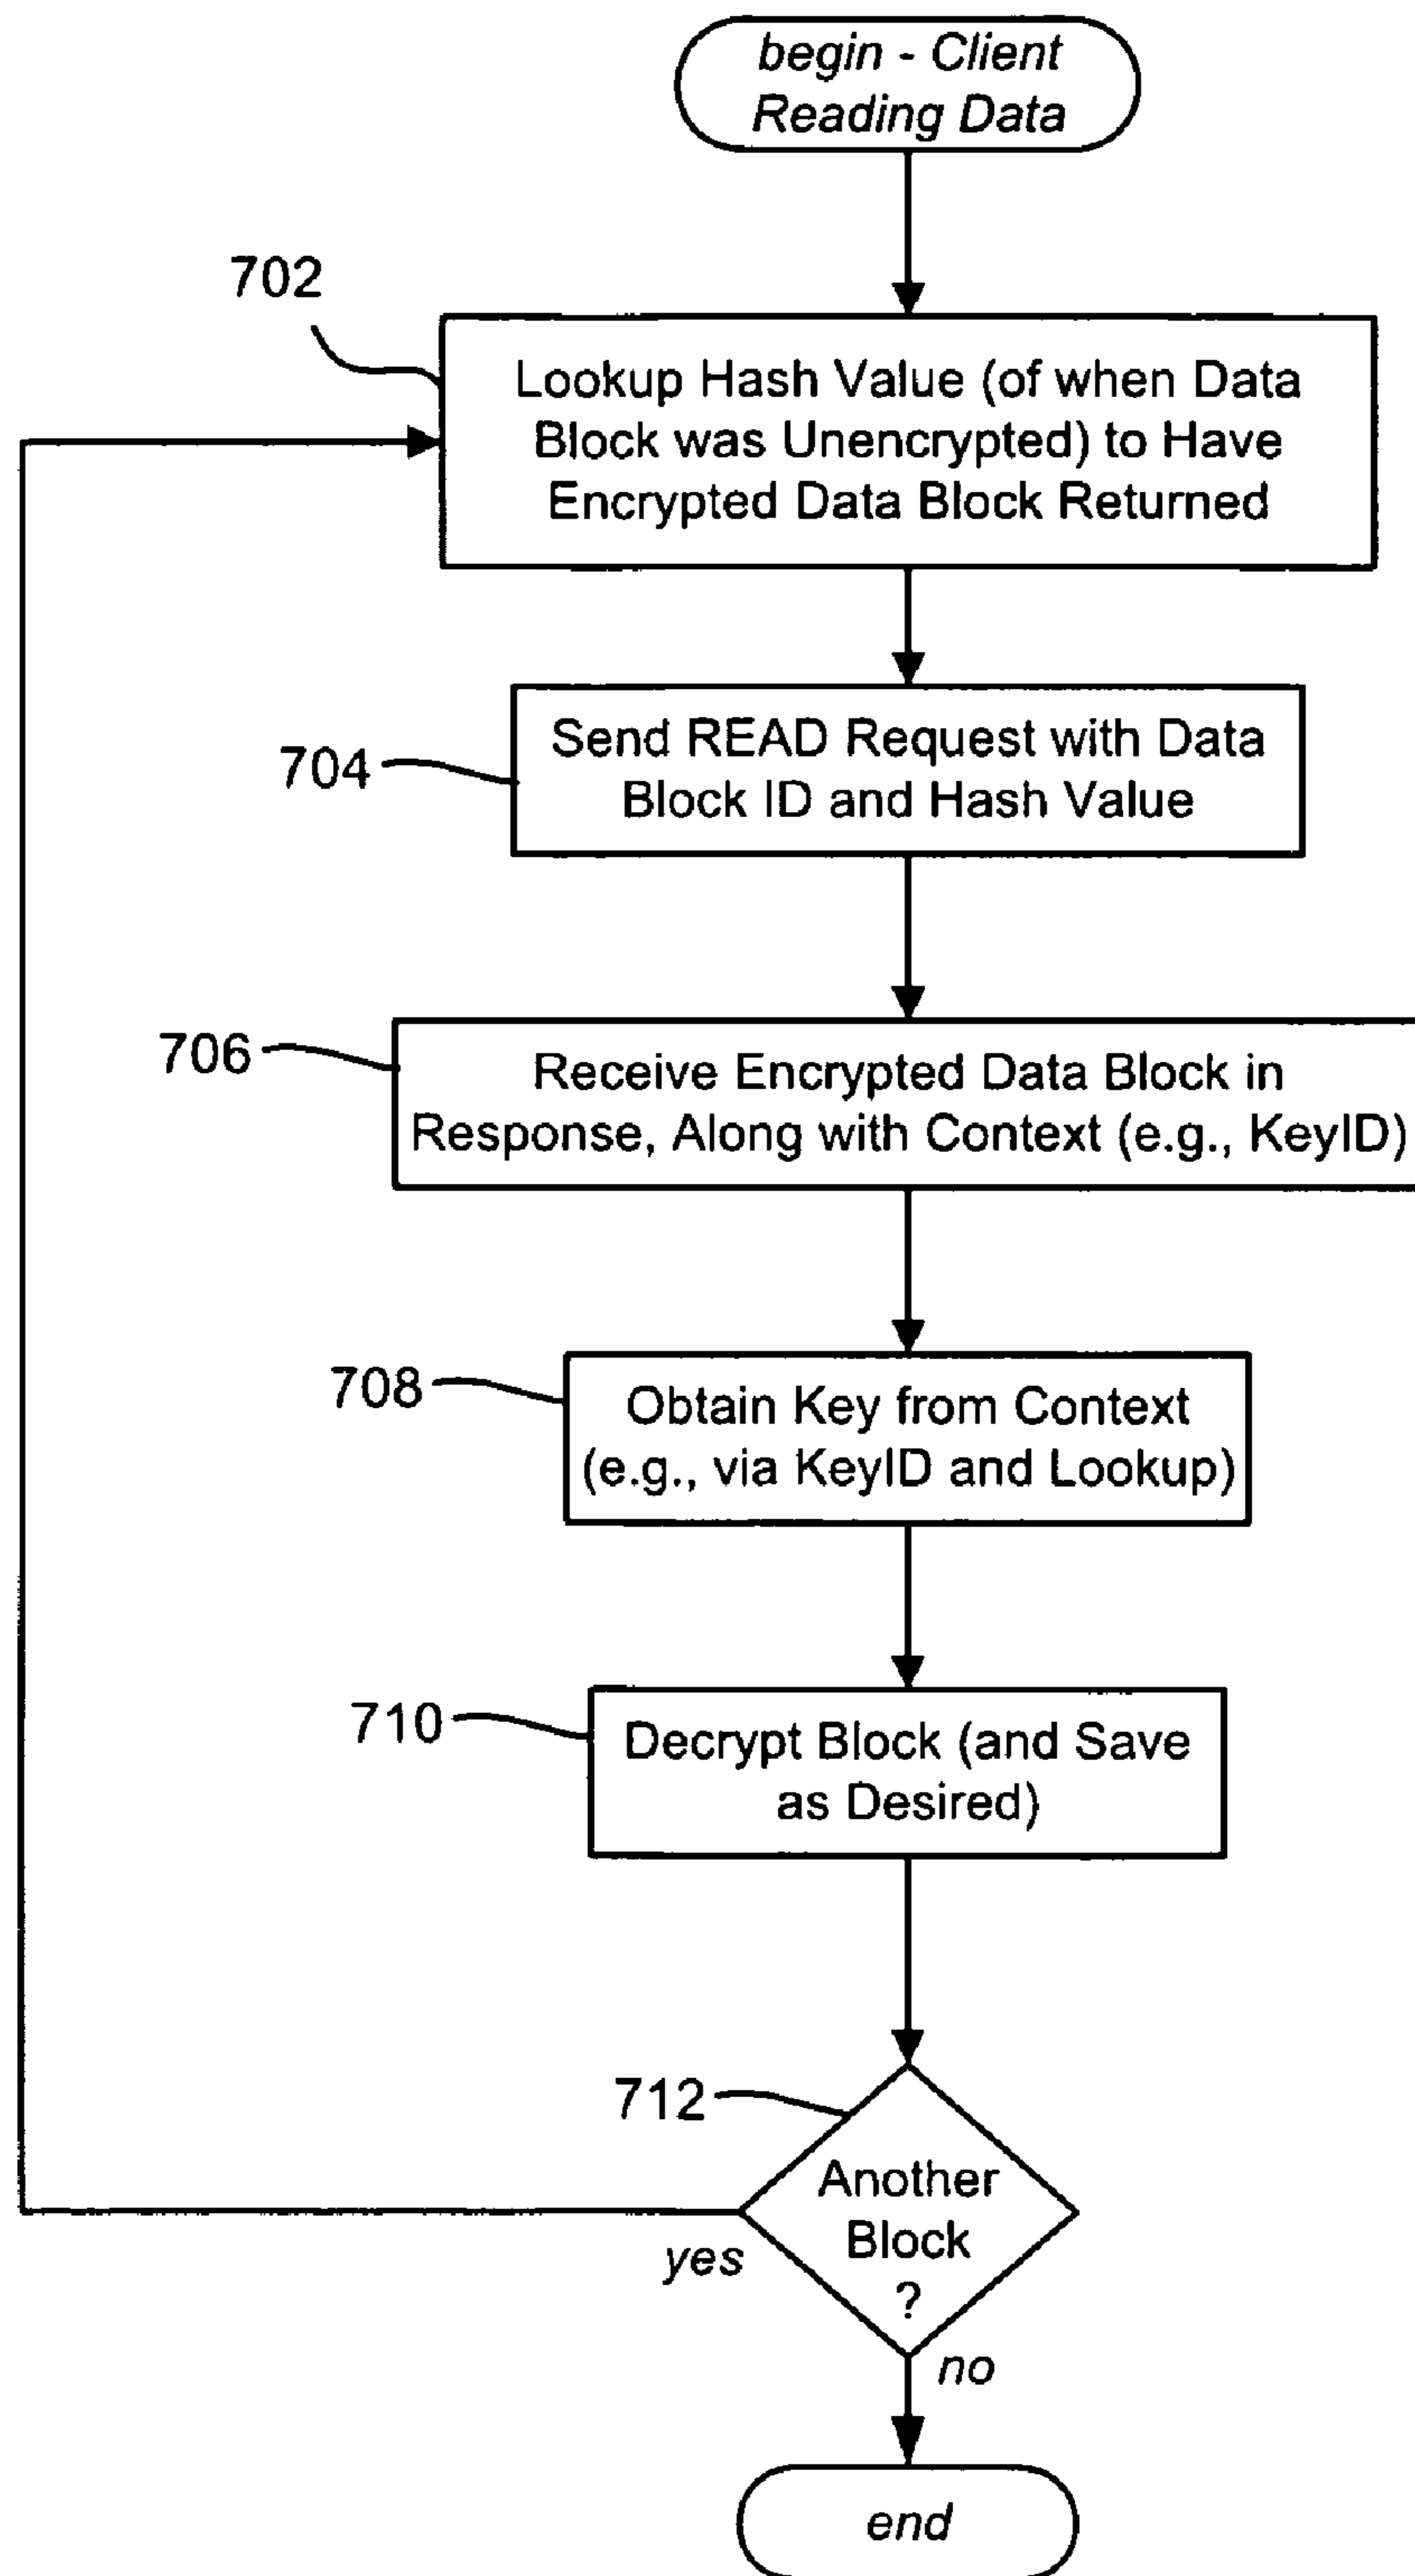 begin - Client
Reading Data
702
Lookup Hash Value (of when Data
Block was Unencrypted) to Have
Encrypted Data Block Returned
704
Send READ Request with Data
Block ID and Hash Value
706
Receive Encrypted Data Block in
Response, Along with Context (e.g., KeyID)
708
Obtain Key from Context
(e.g., via KeyID and Lookup)
710
Decrypt Block (and Save
as Desired)
712
Another
Block
?
yes
no
end